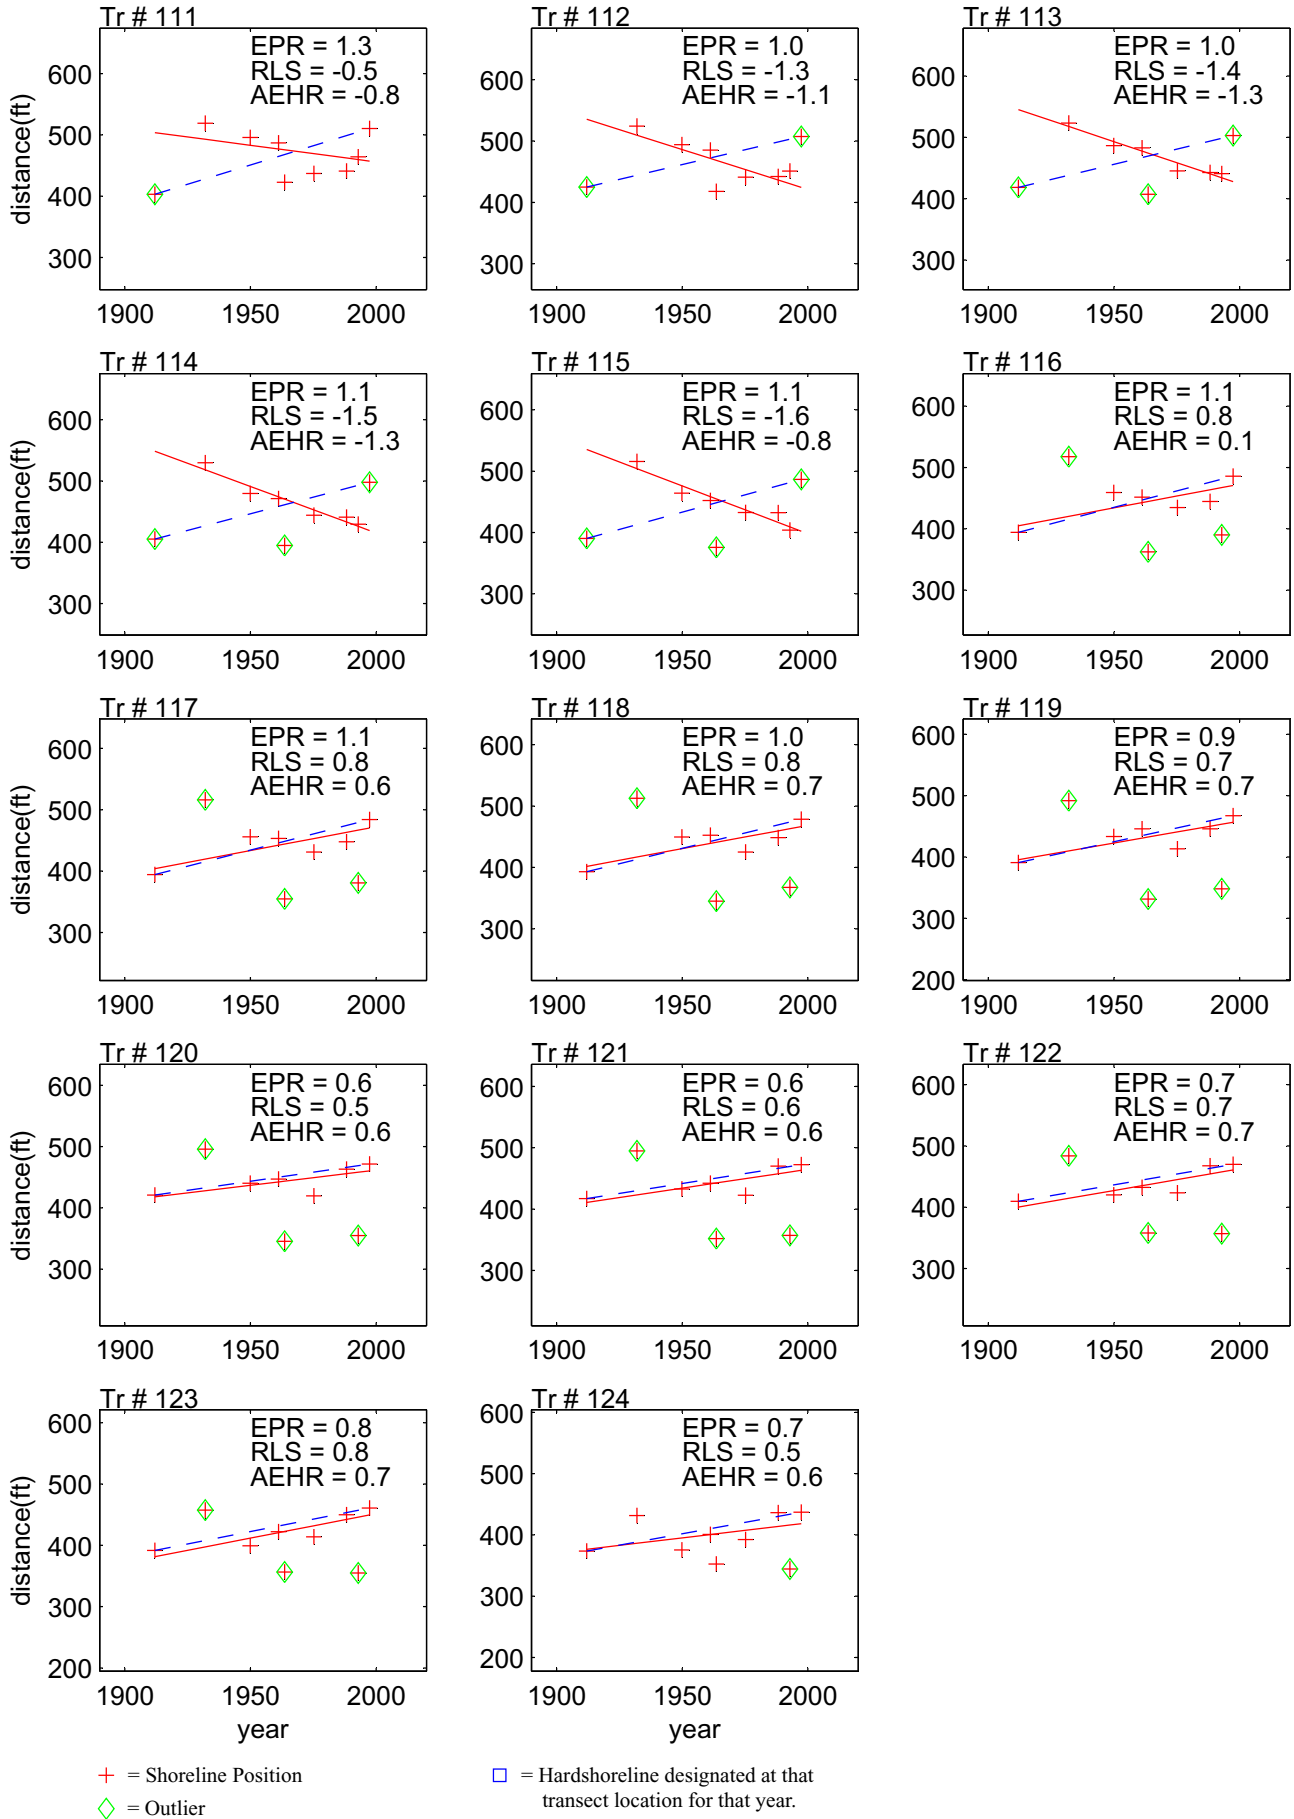 Tr # 111
EPR = 1.3
RLS = -0.5
AEHR = -0.8
600
500
400
300
distance(ft)
1900 1950 2000
Tr # 112
EPR = 1.0
RLS = -1.3
AEHR = -1.1
600
500
400
300
1900 1950 2000
Tr # 113
EPR = 1.0
RLS = -1.4
AEHR = -1.3
600
500
400
300
1900 1950 2000
Tr # 114
EPR = 1.1
RLS = -1.5
AEHR = -1.3
600
500
400
300
distance(ft)
1900 1950 2000
Tr # 115
EPR = 1.1
RLS = -1.6
AEHR = -0.8
600
500
400
300
1900 1950 2000
Tr # 116
EPR = 1.1
RLS = 0.8
AEHR = 0.1
600
500
400
300
1900 1950 2000
Tr # 117
EPR = 1.1
RLS = 0.8
AEHR = 0.6
600
500
400
300
distance(ft)
1900 1950 2000
Tr # 118
EPR = 1.0
RLS = 0.8
AEHR = 0.7
600
500
400
300
1900 1950 2000
Tr # 119
EPR = 0.9
RLS = 0.7
AEHR = 0.7
600
500
400
300
200
1900 1950 2000
Tr # 120
EPR = 0.6
RLS = 0.5
AEHR = 0.6
600
500
400
300
distance(ft)
1900 1950 2000
Tr # 121
EPR = 0.6
RLS = 0.6
AEHR = 0.6
600
500
400
300
1900 1950 2000
Tr # 122
EPR = 0.7
RLS = 0.7
AEHR = 0.7
600
500
400
300
1900 1950 2000
Tr # 123
EPR = 0.8
RLS = 0.8
AEHR = 0.7
600
500
400
300
200
distance(ft)
1900 1950 2000
year
Tr # 124
EPR = 0.7
RLS = 0.5
AEHR = 0.6
600
500
400
300
200
1900 1950 2000
year
= Shoreline Position
= Outlier
= Hardshoreline designated at that
transect location for that year.